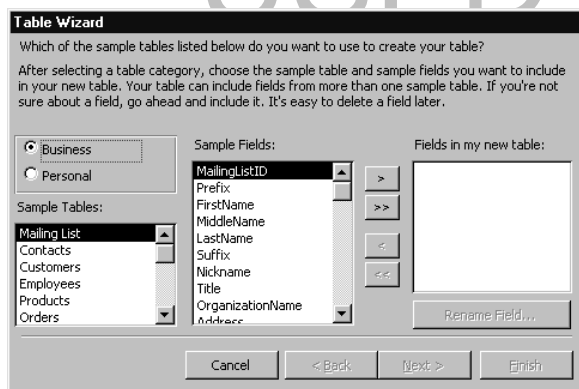 Table Wizard
Which of the sample tables listed below do you want to use to create your table?
After selecting a table category, choose the sample table and sample fields you want to include
in your new table. Your table can include fields from more than one sample table. If you're not
sure about a field, go ahead and include it. It's easy to delete a field later.
Business
Personal
Sample Tables:
Mailing List
Contacts
Customers
Employees
Products
Orders
Sample Fields:
MailingListID
Prefix
FirstName
MiddleName
LastName
Suffix
Nickname
Title
OrganizationName
Address
>
>>
<
<<
Fields in my new table:
Rename Field...
Cancel
< Back
Next >
Finish